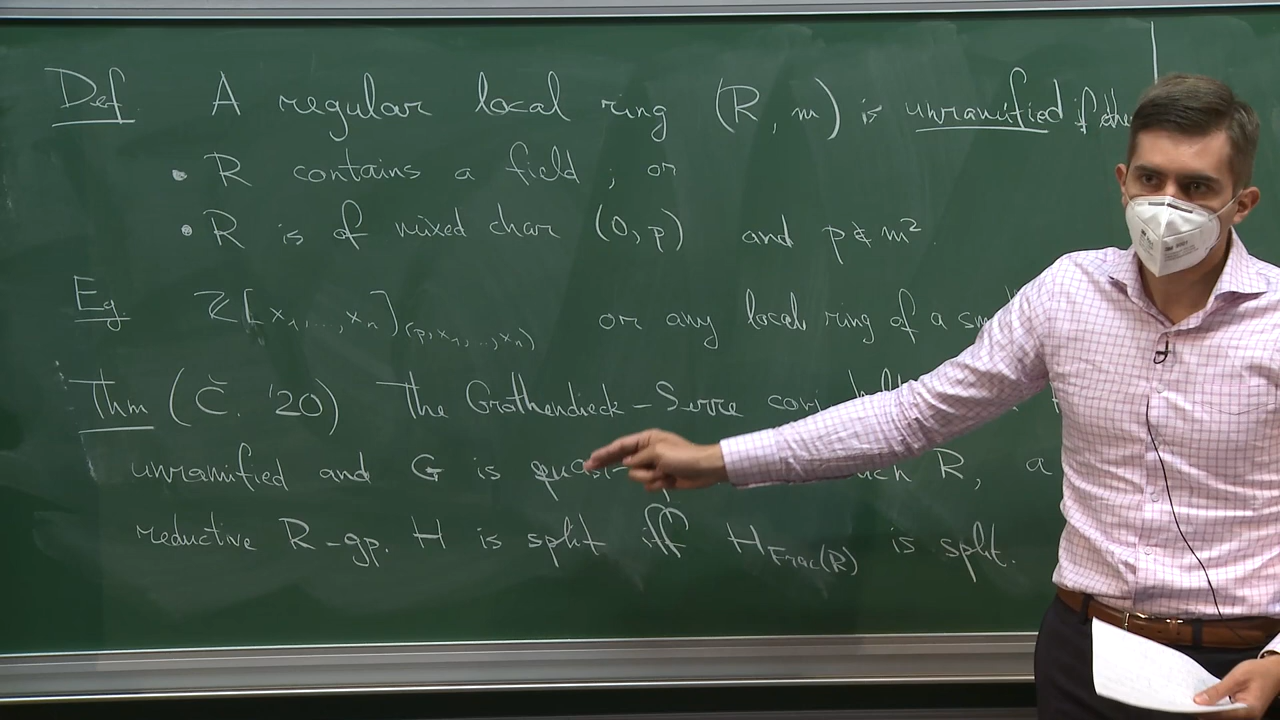 Def. A regular local ring (R, m) is unramified if
• R contains a field ; or
• R is of mixed char (0, p) and p ∉ m².
Eg. ℤ[x₁,...,xₙ]₍p,x₁,...,xₙ₎ or any local ring of a
Thm (Č. '20) The Grothendieck-Serre conj
unramified and G is R, a
reductive R-gp. H is split iff H_Frac(R) is split.